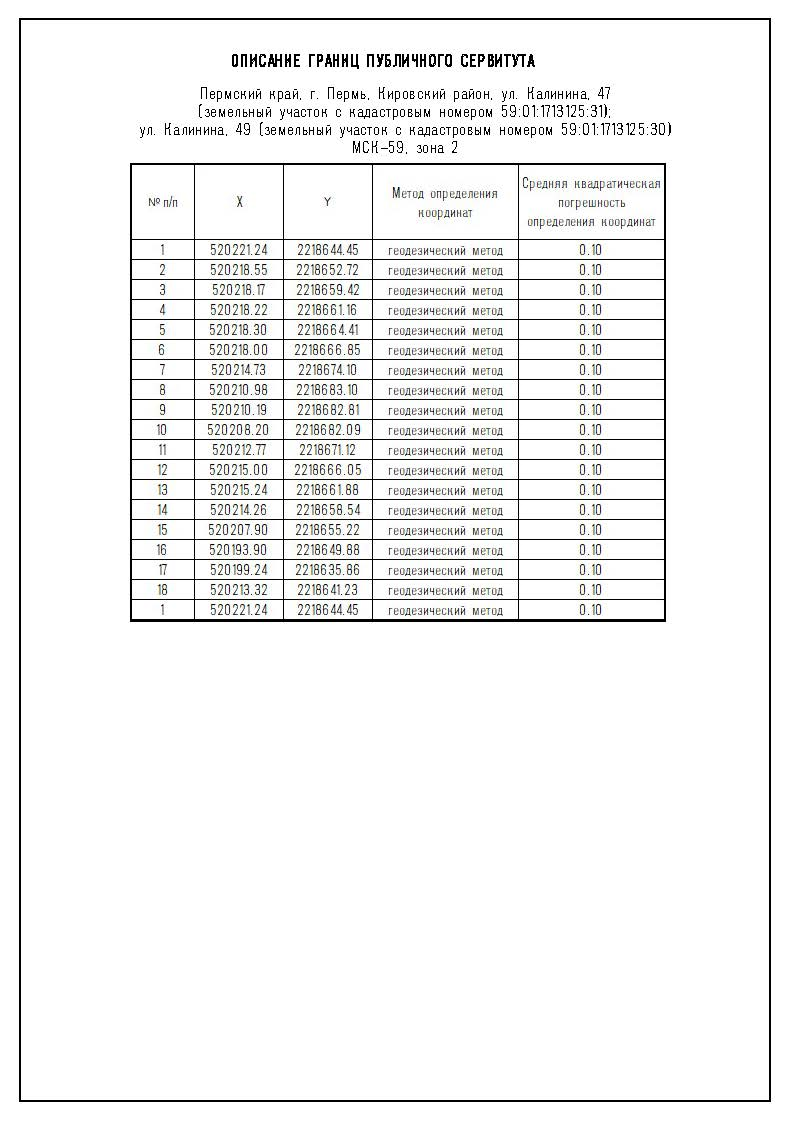 ОПИСАНИЕ ГРАНИЦ ПУБЛИЧНОГО СЕРВИТУТА
Пермский край, г. Пермь, Кировский район, ул. Калинина, 47
(земельный участок с кадастровым номером 59:01:1713125:31);
ул. Калинина, 49 (земельный участок с кадастровым номером 59:01:1713125:30)
МСК-59, зона 2
№ п/п X Y Метод определения координат Средняя квадратическая погрешность определения координат
1 520221.24 2218644.45 геодезический метод 0.10
2 520218.55 2218652.72 геодезический метод 0.10
3 520218.17 2218659.42 геодезический метод 0.10
4 520218.22 2218661.16 геодезический метод 0.10
5 520218.30 2218664.41 геодезический метод 0.10
6 520218.00 2218666.85 геодезический метод 0.10
7 520214.73 2218674.10 геодезический метод 0.10
8 520210.98 2218683.10 геодезический метод 0.10
9 520210.19 2218682.81 геодезический метод 0.10
10 520208.20 2218682.09 геодезический метод 0.10
11 520212.77 2218671.12 геодезический метод 0.10
12 520215.00 2218666.05 геодезический метод 0.10
13 520215.24 2218661.88 геодезический метод 0.10
14 520214.26 2218658.54 геодезический метод 0.10
15 520207.90 2218655.22 геодезический метод 0.10
16 520193.90 2218649.88 геодезический метод 0.10
17 520199.24 2218635.86 геодезический метод 0.10
18 520213.32 2218641.23 геодезический метод 0.10
1 520221.24 2218644.45 геодезический метод 0.10